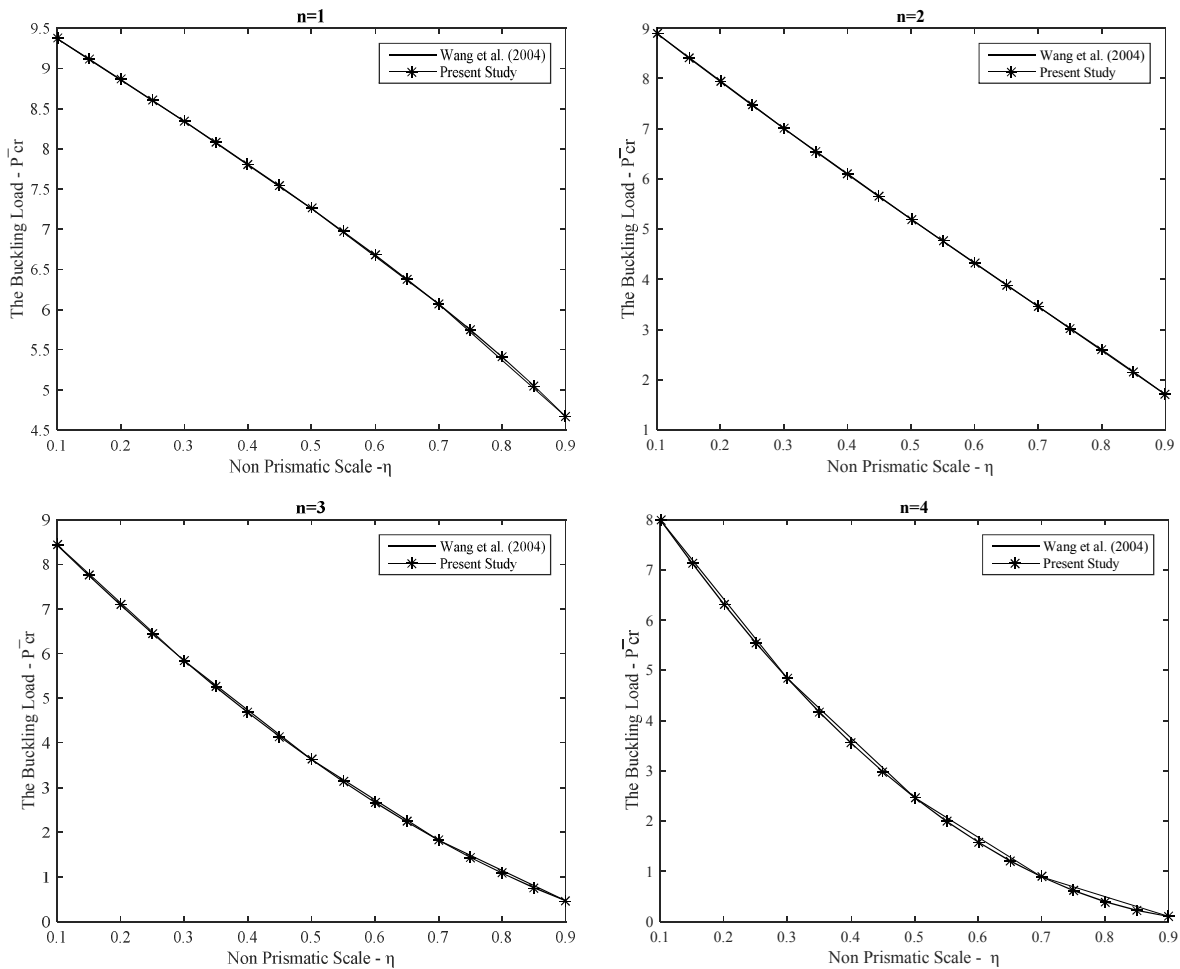 n=1
9.5
9
8.5
8
7.5
7
6.5
6
5.5
5
4.5
The Buckling Load - P̅cr
0.1 0.2 0.3 0.4 0.5 0.6 0.7 0.8 0.9
Non Prismatic Scale -η
Wang et al. (2004)
Present Study
n=2
9
8
7
6
5
4
3
2
1
The Buckling Load - P̅cr
0.1 0.2 0.3 0.4 0.5 0.6 0.7 0.8 0.9
Non Prismatic Scale -η
Wang et al. (2004)
Present Study
n=3
9
8
7
6
5
4
3
2
1
0
The Buckling Load - P̅cr
0.1 0.2 0.3 0.4 0.5 0.6 0.7 0.8 0.9
Non Prismatic Scale - η
Wang et al. (2004)
Present Study
n=4
8
7
6
5
4
3
2
1
0
The Buckling Load - P̅cr
0.1 0.2 0.3 0.4 0.5 0.6 0.7 0.8 0.9
Non Prismatic Scale - η
Wang et al. (2004)
Present Study